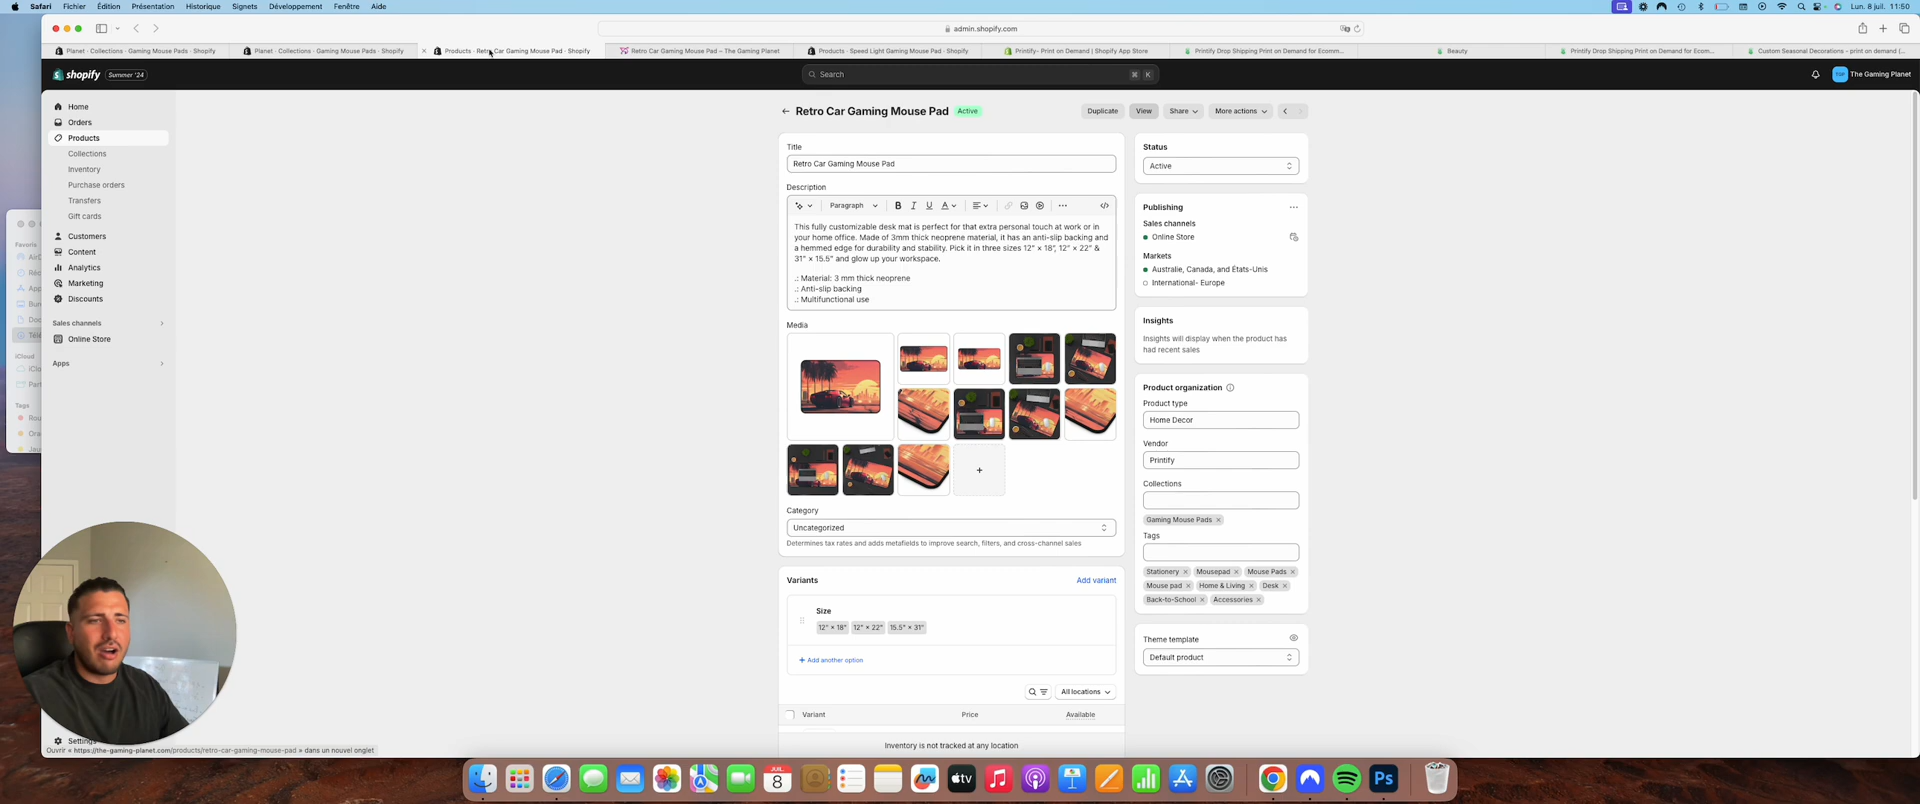 Safari Fichier Édition Présentation Historique Signets Développement Fenêtre Aide Lun. 8 juil. 11:50
admin.shopify.com
Planet · Collections · Gaming Mouse Pads · Shopify
Planet · Collections · Gaming Mouse Pads · Shopify
Products · Retro Car Gaming Mouse Pad · Shopify
Retro Car Gaming Mouse Pad – The Gaming Planet
Products · Speed Light Gaming Mouse Pad · Shopify
Printify- Print on Demand | Shopify App Store
Printify Drop Shipping Print on Demand for Ecomm...
Beauty
Printify Drop Shipping Print on Demand for Ecom...
Custom Seasonal Decorations – print on demand (...
shopify Summer '24 Search ⌘ K The Gaming Planet
Home
Orders
Products
Collections
Inventory
Purchase orders
Transfers
Gift cards
Customers
Content
Analytics
Marketing
Discounts
Sales channels
Online Store
Apps
Settings
Favoris
iCloud
Tags
Retro Car Gaming Mouse Pad Active Duplicate View Share More actions
Title
Retro Car Gaming Mouse Pad
Description
Paragraph B I U A
This fully customizable desk mat is perfect for that extra personal touch at work or in
your home office. Made of 3mm thick neoprene material, it has an anti-slip backing and
a hemmed edge for durability and stability. Pick it in three sizes 12" × 18", 12" × 22" &
31" × 15.5" and glow up your workspace.
.: Material: 3 mm thick neoprene
.: Anti-slip backing
.: Multifunctional use
Media
Category
Uncategorized
Determines tax rates and adds metafields to improve search, filters, and cross-channel sales
Variants Add variant
Size
12" × 18" 12" × 22" 15.5" × 31"
+ Add another option
All locations
Variant Price Available
Inventory is not tracked at any location
Status
Active
Publishing
Sales channels
Online Store
Markets
Australie, Canada, and États-Unis
International- Europe
Insights
Insights will display when the product has
had recent sales
Product organization
Product type
Home Decor
Vendor
Printify
Collections
Gaming Mouse Pads
Tags
Stationery Mousepad Mouse Pads
Mouse pad Home & Living Desk
Back-to-School Accessories
Theme template
Default product
Ouvrir « https://the-gaming-planet.com/products/retro-car-gaming-mouse-pad » dans un nouvel onglet
JUIL.
8
tv
Ps